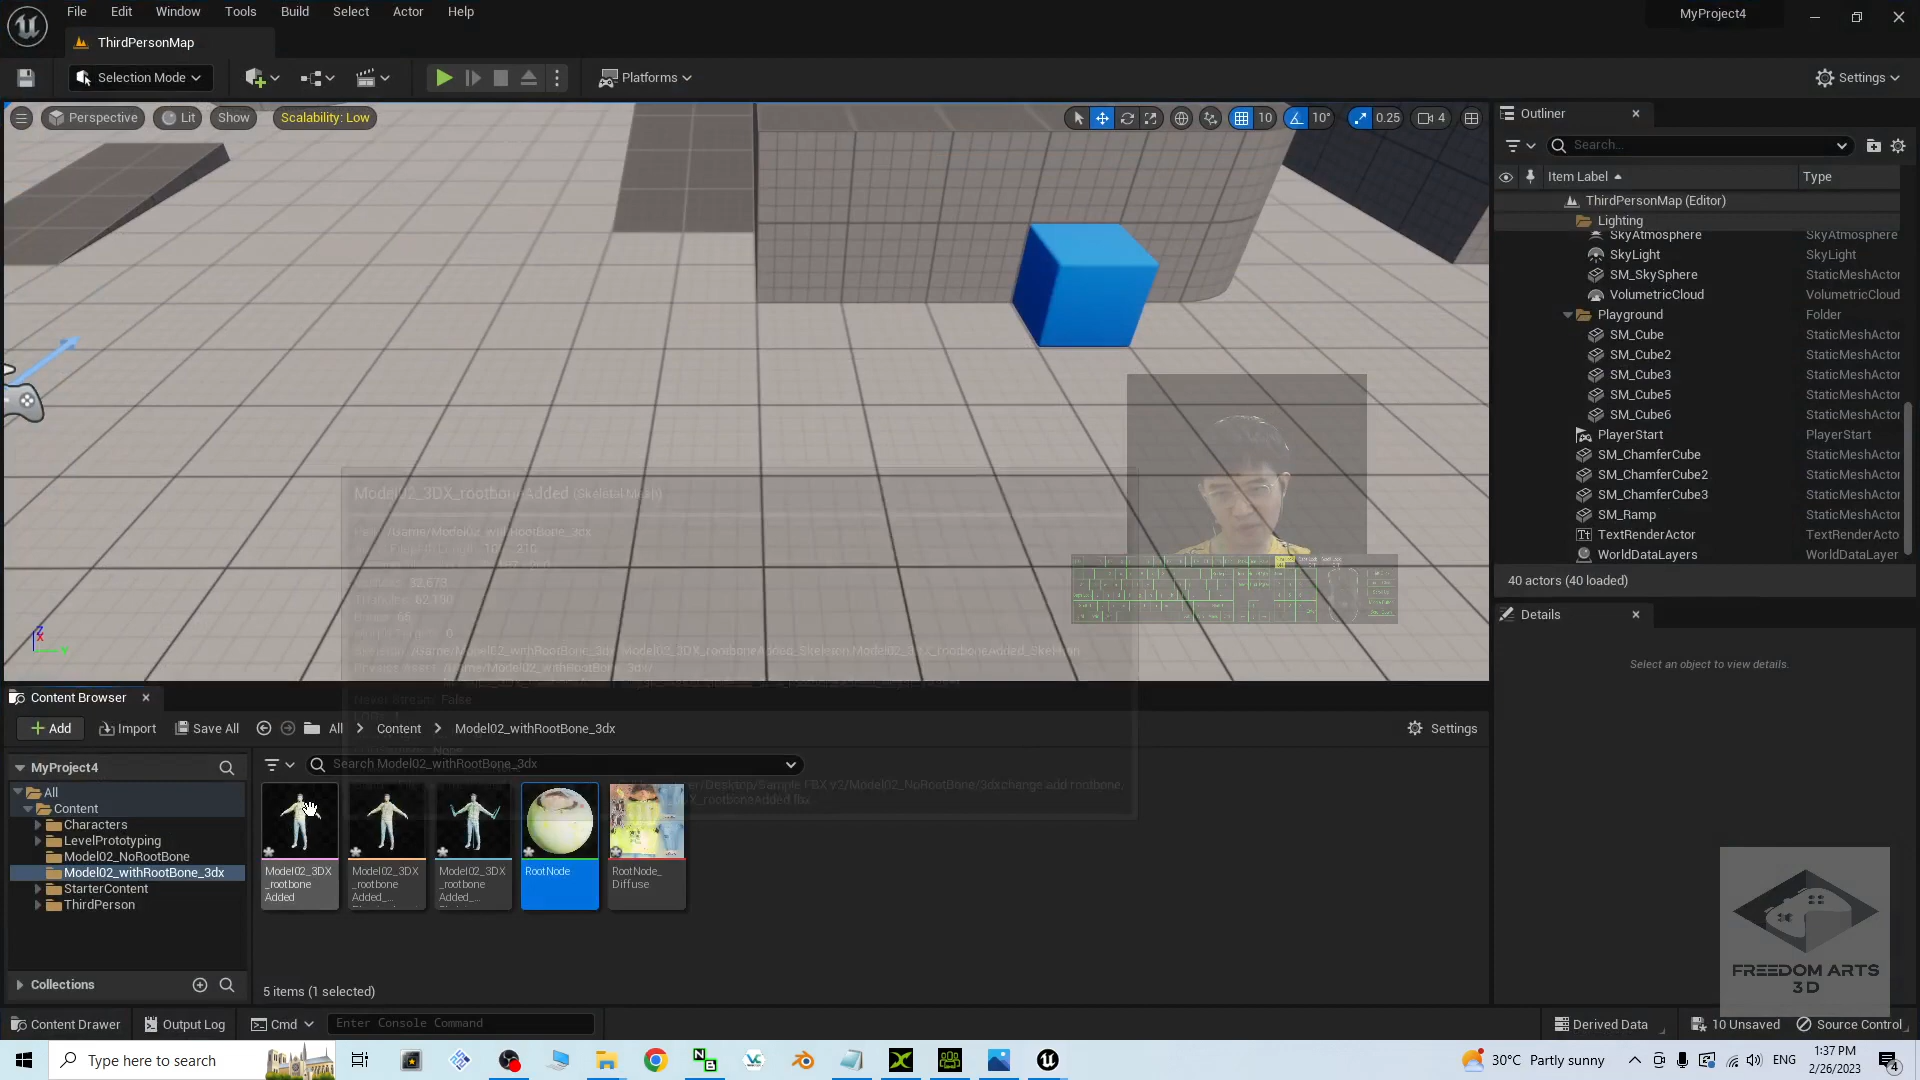 File Edit Window Tools Build Select Actor Help
MyProject4
ThirdPersonMap
Selection Mode
Platforms
Settings
Perspective Lit Show Scalability: Low
10 10° 0.25 4
Outliner
Search...
Item Label Type
ThirdPersonMap (Editor)
Lighting
SkyAtmosphere SkyAtmosphere
SkyLight SkyLight
SM_SkySphere StaticMeshActor
VolumetricCloud VolumetricCloud
Playground Folder
SM_Cube StaticMeshActor
SM_Cube2 StaticMeshActor
SM_Cube3 StaticMeshActor
SM_Cube5 StaticMeshActor
SM_Cube6 StaticMeshActor
PlayerStart PlayerStart
SM_ChamferCube StaticMeshActor
SM_ChamferCube2 StaticMeshActor
SM_ChamferCube3 StaticMeshActor
SM_Ramp StaticMeshActor
TextRenderActor TextRenderActo
WorldDataLayers WorldDataLayer
40 actors (40 loaded)
Details
Select an object to view details.
Model02_3DX_rootboneAdded (Skeletal Mesh)
Content Browser
Add Import Save All All Content Model02_withRootBone_3dx
Settings
MyProject4
Search Model02_withRootBone_3dx
All
Content
Characters
LevelPrototyping
Model02_NoRootBone
Model02_withRootBone_3dx
StarterContent
ThirdPerson
Model02_3DX
_rootbone
Added
Model02_3DX
_rootbone
Added_...
Model02_3DX
_rootbone
Added_...
RootNode
RootNode_
Diffuse
5 items (1 selected)
Collections
FREEDOM ARTS
3D
Content Drawer Output Log Cmd Enter Console Command
Derived Data 10 Unsaved Source Control
Type here to search
30°C Partly sunny
ENG
1:37 PM
2/26/2023
4